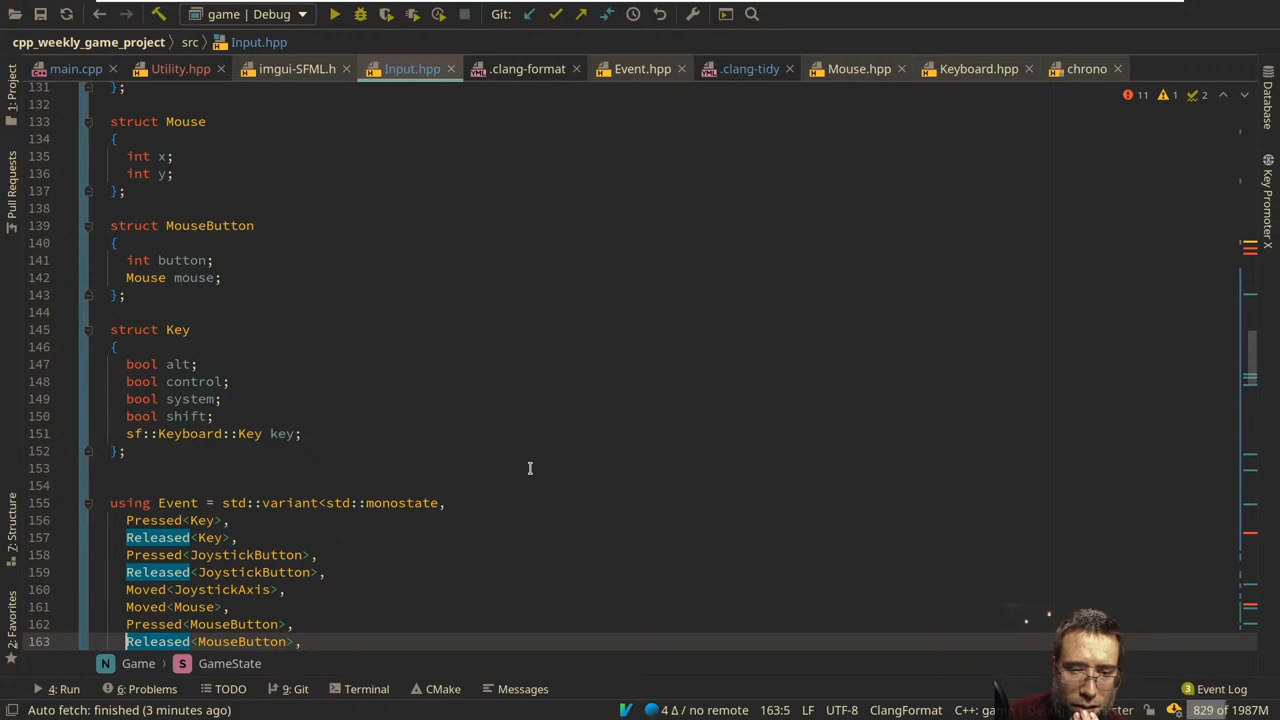 game | Debug
Git:
cpp_weekly_game_project
src
Input.hpp
main.cpp
Utility.hpp
imgui-SFML.h
Input.hpp
.clang-format
Event.hpp
.clang-tidy
Mouse.hpp
Keyboard.hpp
chrono
1: Project
Pull Requests
7: Structure
2: Favorites
Database
Key Promoter X
11 1 2
131 };
132
133 struct Mouse
134 {
135 int x;
136 int y;
137 };
138
139 struct MouseButton
140 {
141 int button;
142 Mouse mouse;
143 };
144
145 struct Key
146 {
147 bool alt;
148 bool control;
149 bool system;
150 bool shift;
151 sf::Keyboard::Key key;
152 };
153
154
155 using Event = std::variant<std::monostate,
156 Pressed<Key>,
157 Released<Key>,
158 Pressed<JoystickButton>,
159 Released<JoystickButton>,
160 Moved<JoystickAxis>,
161 Moved<Mouse>,
162 Pressed<MouseButton>,
163 Released<MouseButton>,
N Game S GameState
4: Run
6: Problems
TODO
9: Git
Terminal
CMake
Messages
3 Event Log
Auto fetch: finished (3 minutes ago)
4 Δ / no remote
163:5
LF
UTF-8
ClangFormat
C++: ga
ster
829 of 1987M